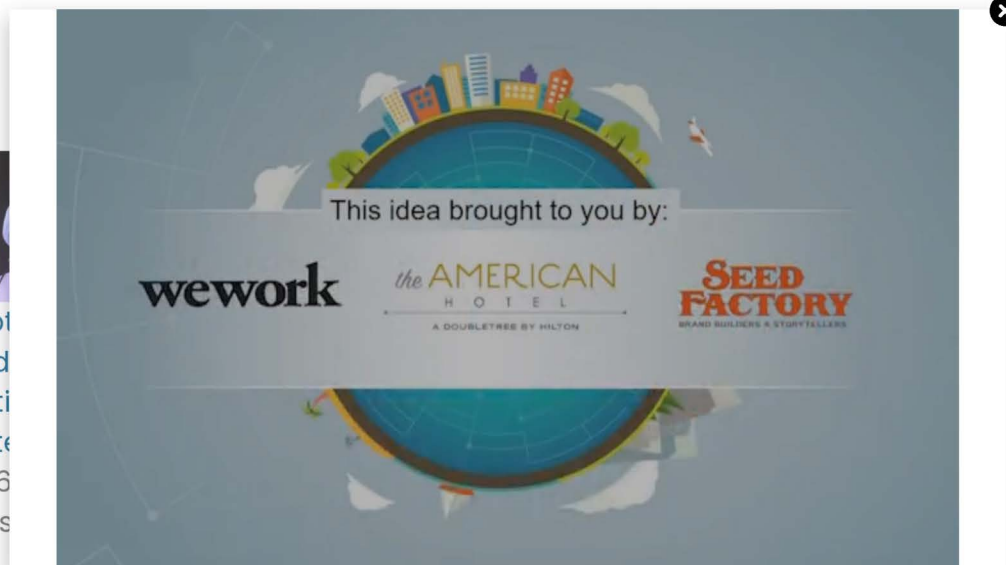 This idea brought to you by:
wework
the AMERICAN
HOTEL
A DOUBLETREE BY HILTON
SEED
FACTORY
BRAND BUILDERS & STORYTELLERS